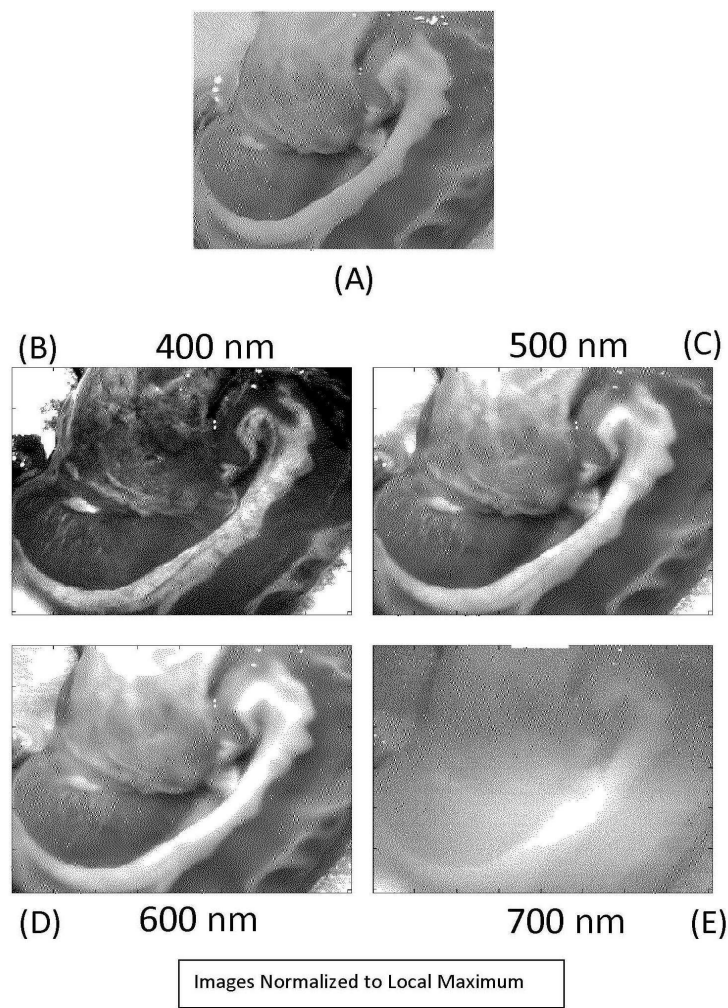 (A)
(B) 400 nm
500 nm (C)
(D) 600 nm
700 nm (E)
Images Normalized to Local Maximum